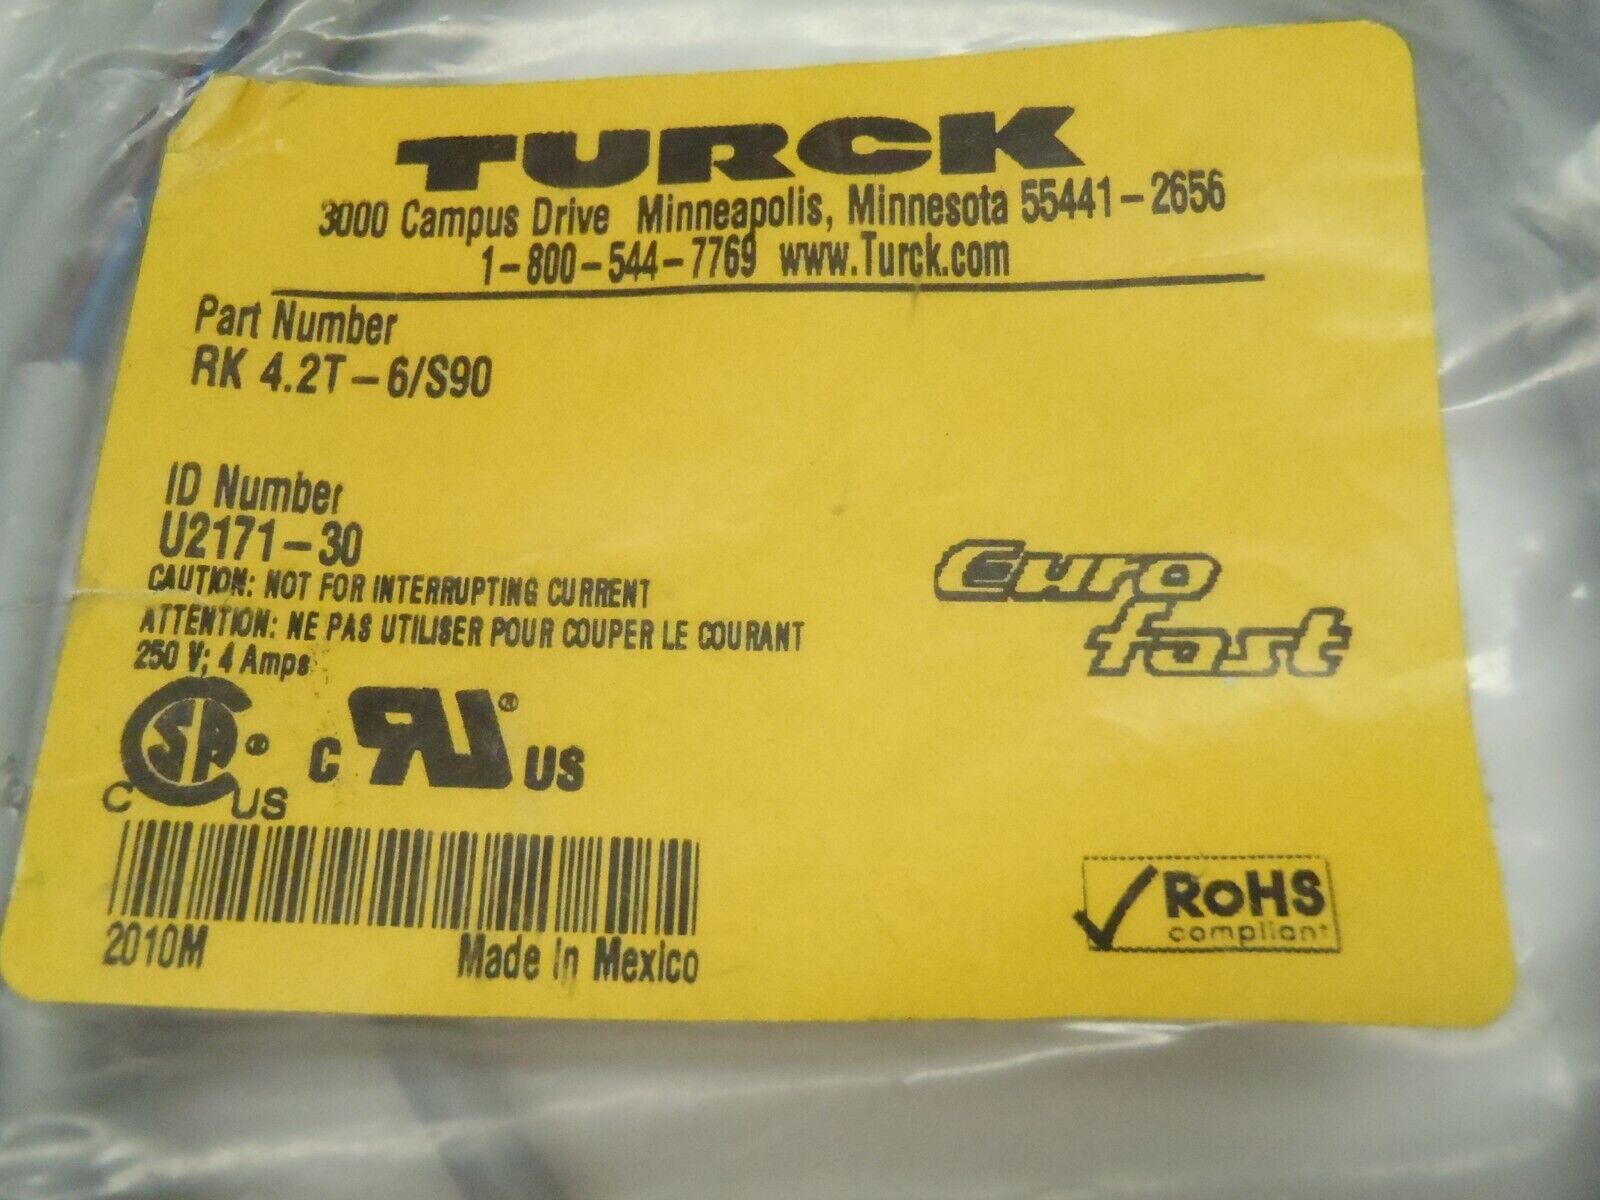 TURCK
3000 Campus Drive Minneapolis, Minnesota 55441-2656
1-800-544-7769 www.Turck.com
Part Number
RK 4.2T-6/S90
ID Number
U2171-30
CAUTION: NOT FOR INTERRUPTING CURRENT
ATTENTION: NE PAS UTILISER POUR COUPER LE COURANT
250 V; 4 Amps
Euro
fast
C SA ® C US
C RU ® US
2010M Made in Mexico
RoHS
compliant